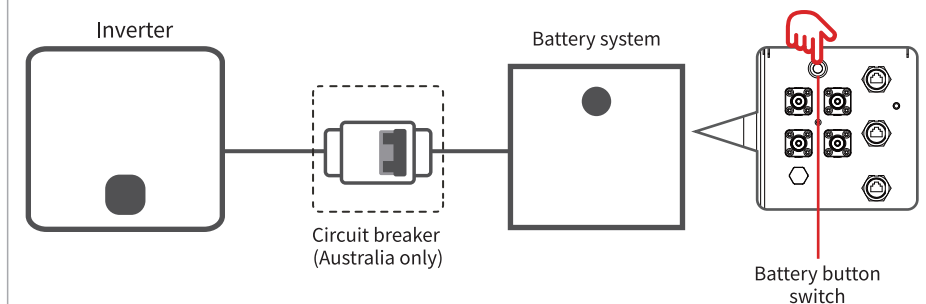 Inverter
Battery system
Circuit breaker
(Australia only)
Battery button
switch